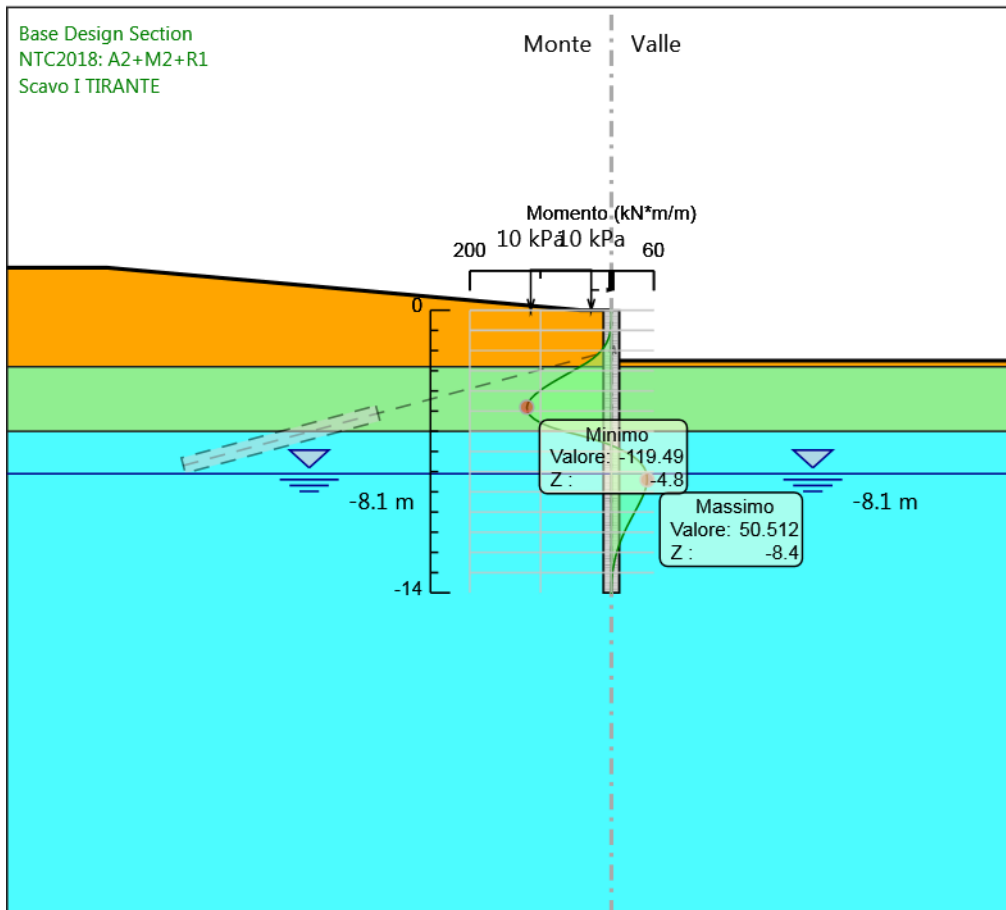 Base Design Section
NTC2018: A2+M2+R1
Scavo I TIRANTE
Monte Valle
Momento (kN*m/m)
10 kPa 10 kPa
200 60
0
Minimo
Valore: -119.49
Z : -4.8
-8.1 m -8.1 m
Massimo
Valore: 50.512
Z : -8.4
-14